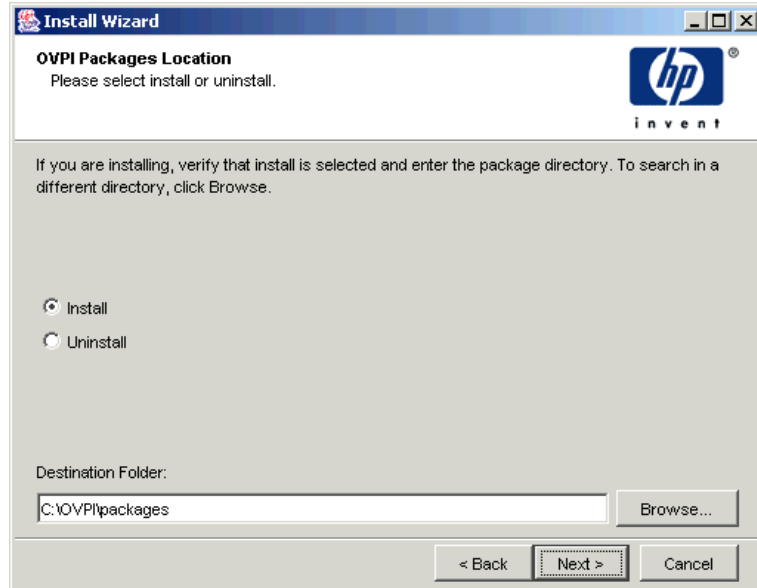 Install Wizard
OVPI Packages Location
Please select install or uninstall.
hp
®
invent
If you are installing, verify that install is selected and enter the package directory. To search in a
different directory, click Browse.
Install
Uninstall
Destination Folder:
C:\OVPI\packages
Browse...
< Back
Next >
Cancel